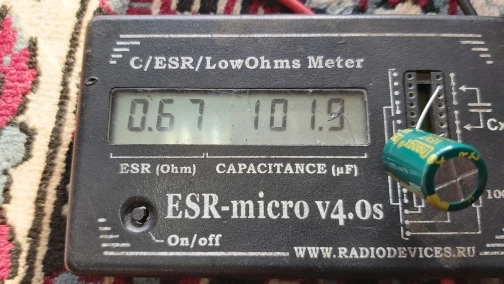 C/ESR/LowOhms Meter
0.67 101.9
ESR (Ohm) CAPACITANCE (µF)
ESR-micro v4.0s
On/off
WWW.RADIODEVICES.RU